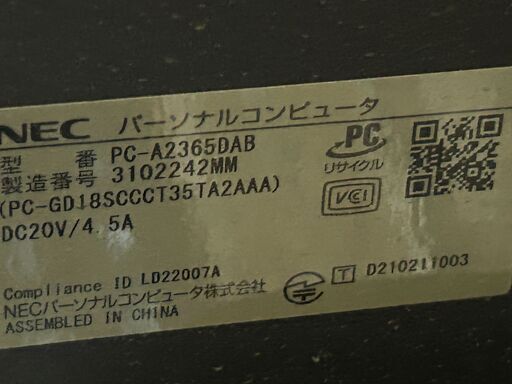 NEC パーソナルコンピュータ
型 番 PC-A2365DAB
製造番号 3102242MM
(PC-GD18SCCCT35TA2AAA)
DC20V/4.5A
PC
リサイクル
VCCI
Compliance ID LD22007A
NECパーソナルコンピュータ株式会社
ASSEMBLED IN CHINA
T D210211003